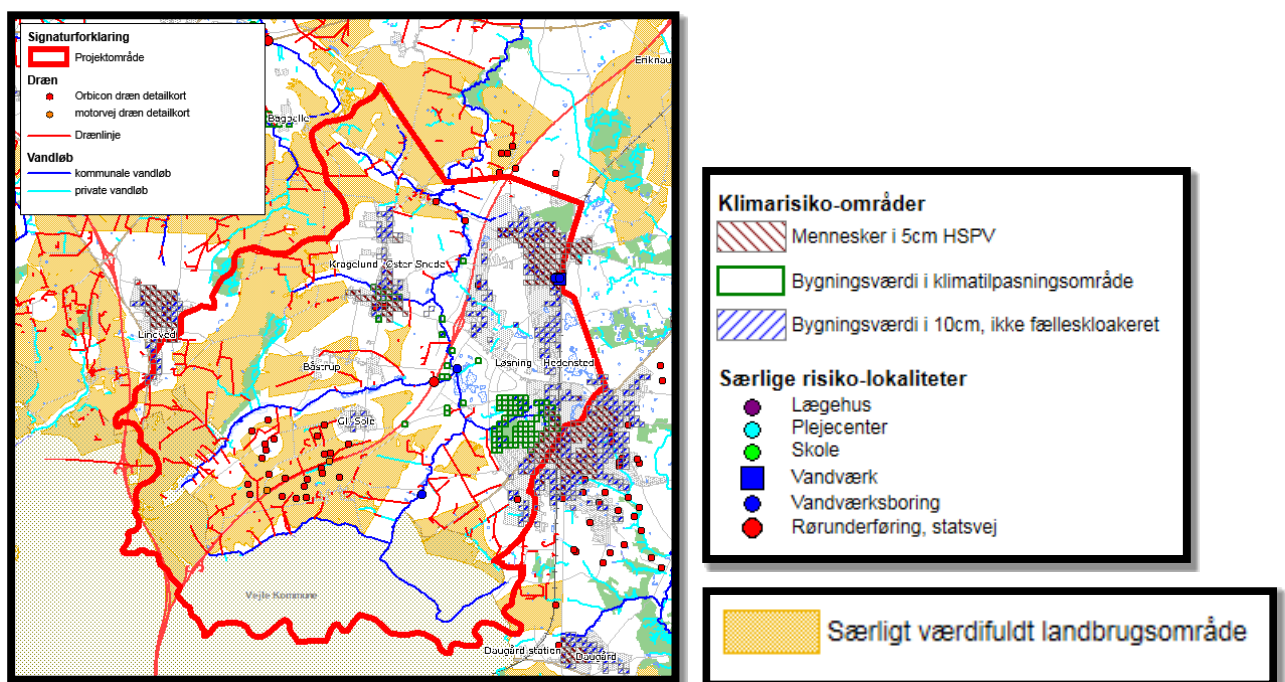 Signaturforklaring
Projektområde
Dræn
Orbicon dræn detailkort
motorvej dræn detailkort
Drænlinje
Vandløb
kommunale vandløb
private vandløb
Kragelund Øster Snede
Lindved
Båstrup
Løsning Hedensted
Gl. Sole
Vejle Kommune
Daugård station
Daugård
Klimarisiko-områder
Mennesker i 5cm HSPV
Bygningsværdi i klimatilpasningsområde
Bygningsværdi i 10cm, ikke fælleskloakeret
Særlige risiko-lokaliteter
Lægehus
Plejecenter
Skole
Vandværk
Vandværksboring
Rørunderføring, statsvej
Særligt værdifuldt landbrugsområde